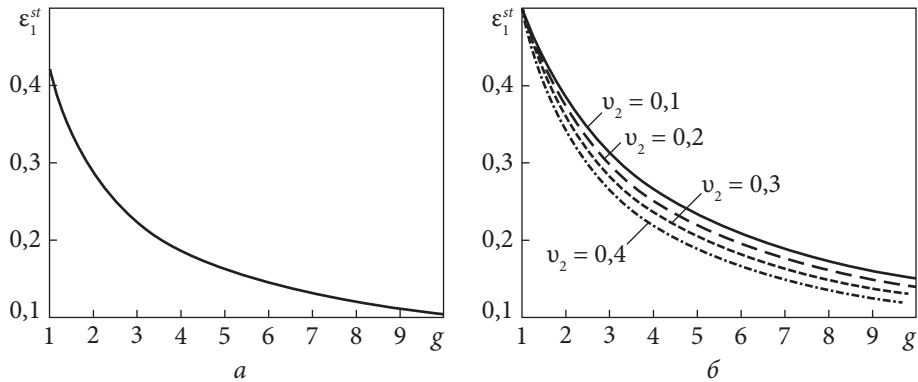 ε₁ˢᵗ
0,4
0,3
0,2
0,1
1 2 3 4 5 6 7 8 9 g
а
ε₁ˢᵗ
0,4
0,3
0,2
0,1
υ₂ = 0,1
υ₂ = 0,2
υ₂ = 0,3
υ₂ = 0,4
1 2 3 4 5 6 7 8 9 g
б